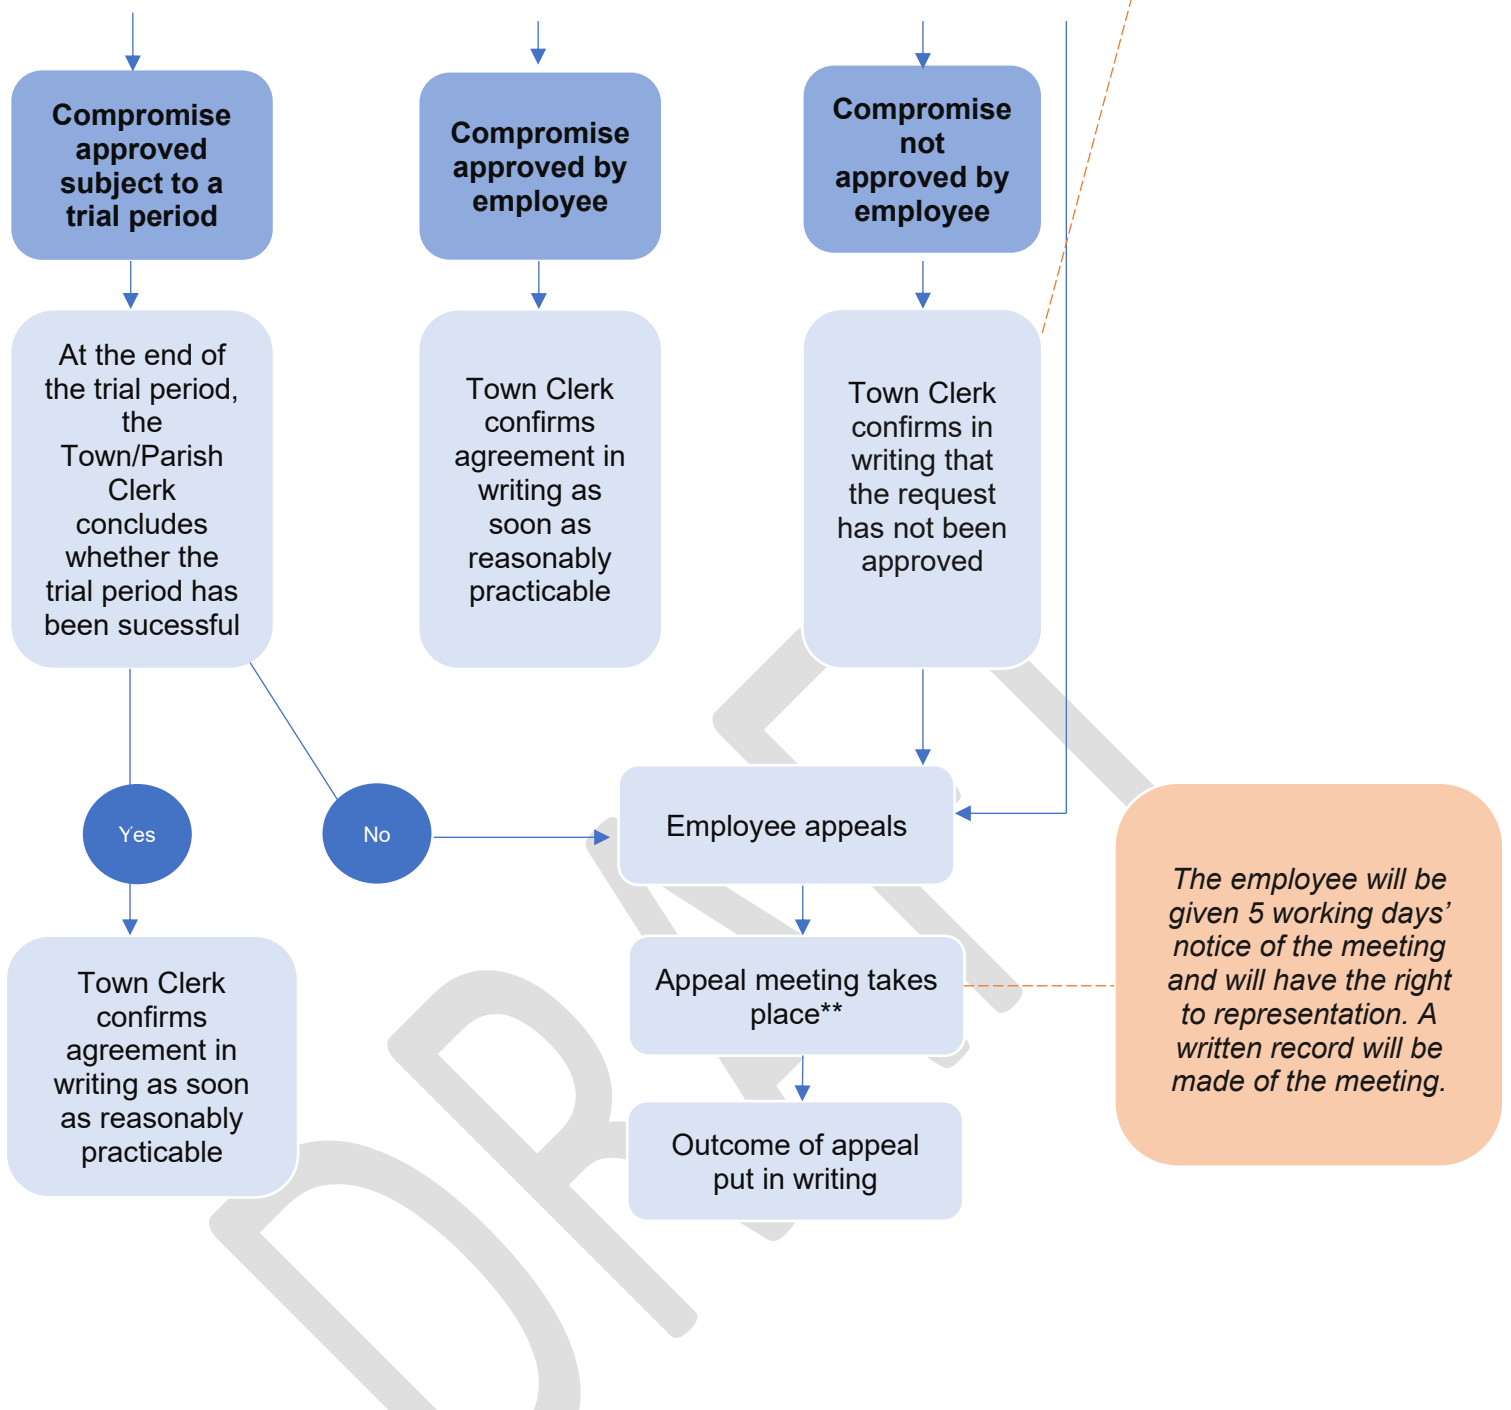 Compromise
approved
subject to a
trial period
Compromise
approved by
employee
Compromise
not
approved by
employee
At the end of
the trial period,
the
Town/Parish
Clerk
concludes
whether the
trial period has
been sucessful
Town Clerk
confirms
agreement in
writing as
soon as
reasonably
practicable
Town Clerk
confirms in
writing that
the request
has not been
approved
Yes
No
Employee appeals
The employee will be
given 5 working days’
notice of the meeting
and will have the right
to representation. A
written record will be
made of the meeting.
Town Clerk
confirms
agreement in
writing as soon
as reasonably
practicable
Appeal meeting takes
place**
Outcome of appeal
put in writing
DRAFT